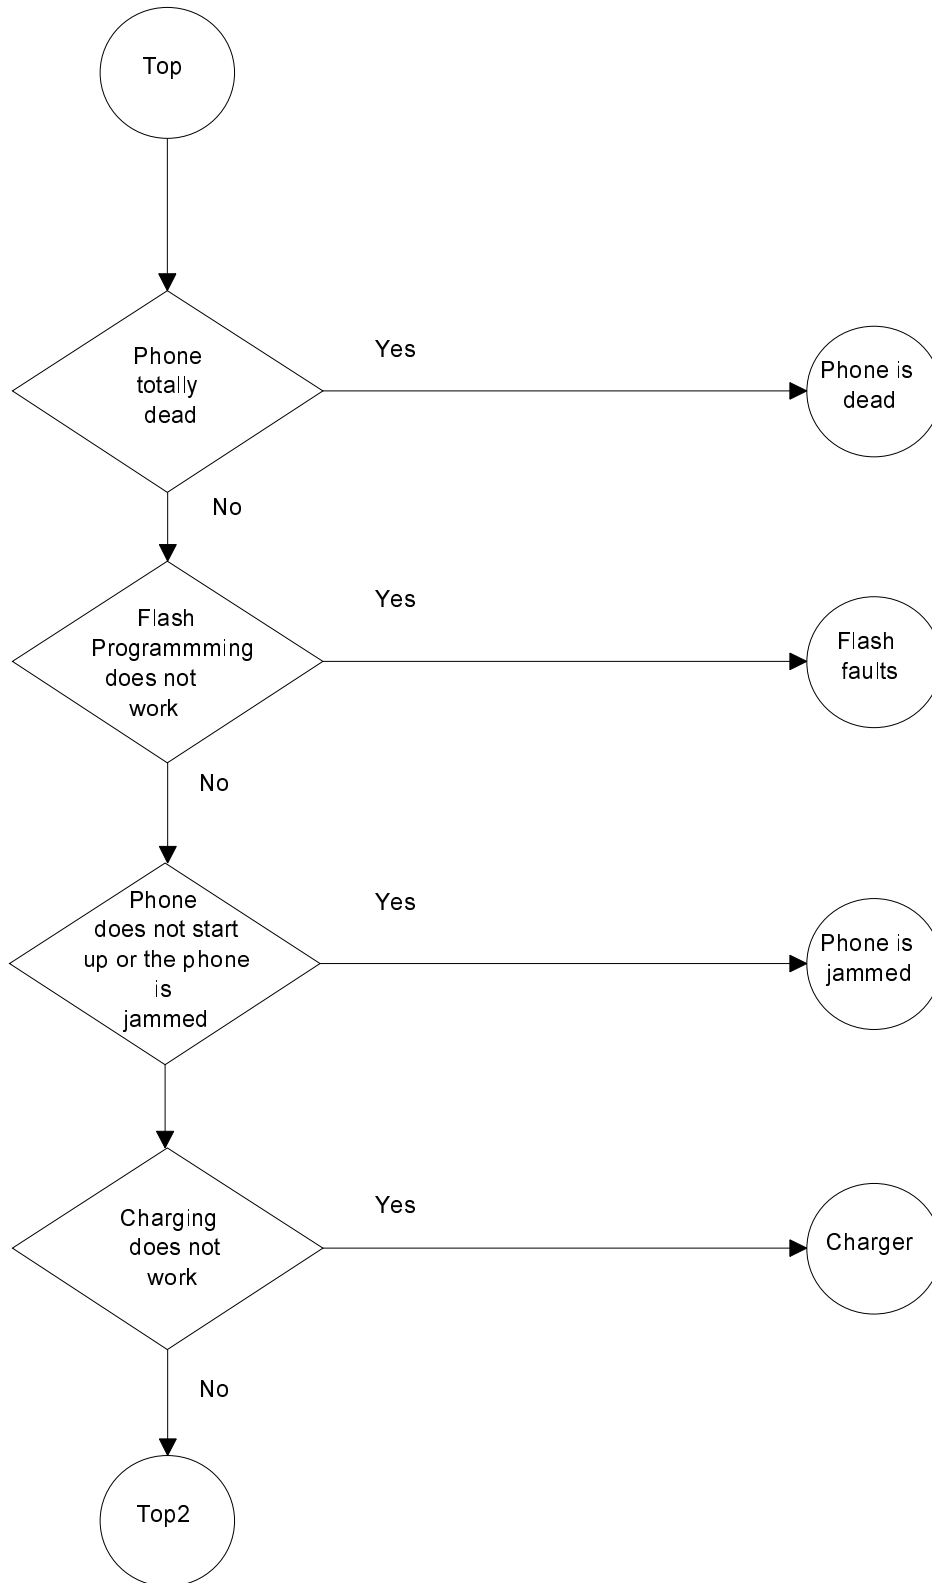 Top
Phone
totally
dead
Yes
Phone is
dead
No
Flash
Programmming
does not
work
Yes
Flash
faults
No
Phone
does not start
up or the phone
is
jammed
Yes
Phone is
jammed
Charging
does not
work
Yes
Charger
No
Top2